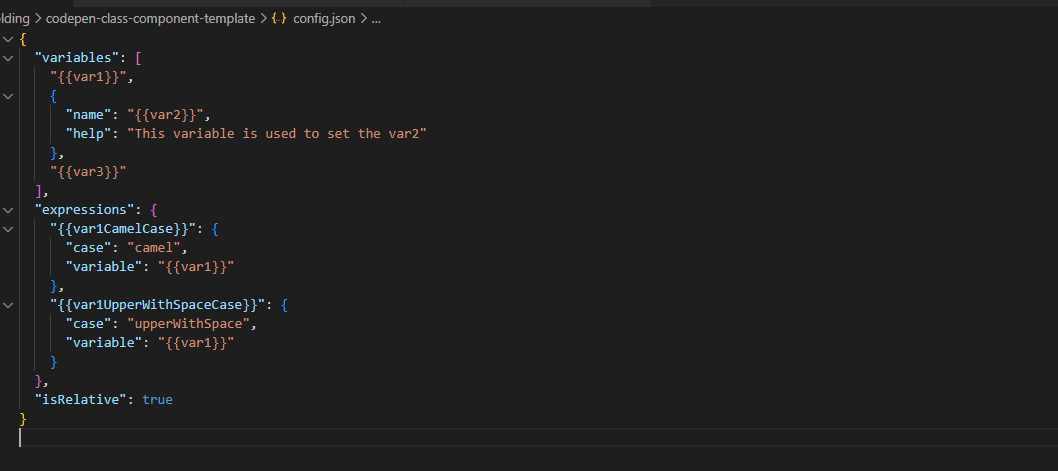 olding > codepen-class-component-template > {..} config.json > ...
{
  "variables": [
    "{{var1}}",
    {
      "name": "{{var2}}",
      "help": "This variable is used to set the var2"
    },
    "{{var3}}"
  ],
  "expressions": {
    "{{var1CamelCase}}": {
      "case": "camel",
      "variable": "{{var1}}"
    },
    "{{var1UpperWithSpaceCase}}": {
      "case": "upperWithSpace",
      "variable": "{{var1}}"
    }
  },
  "isRelative": true
}